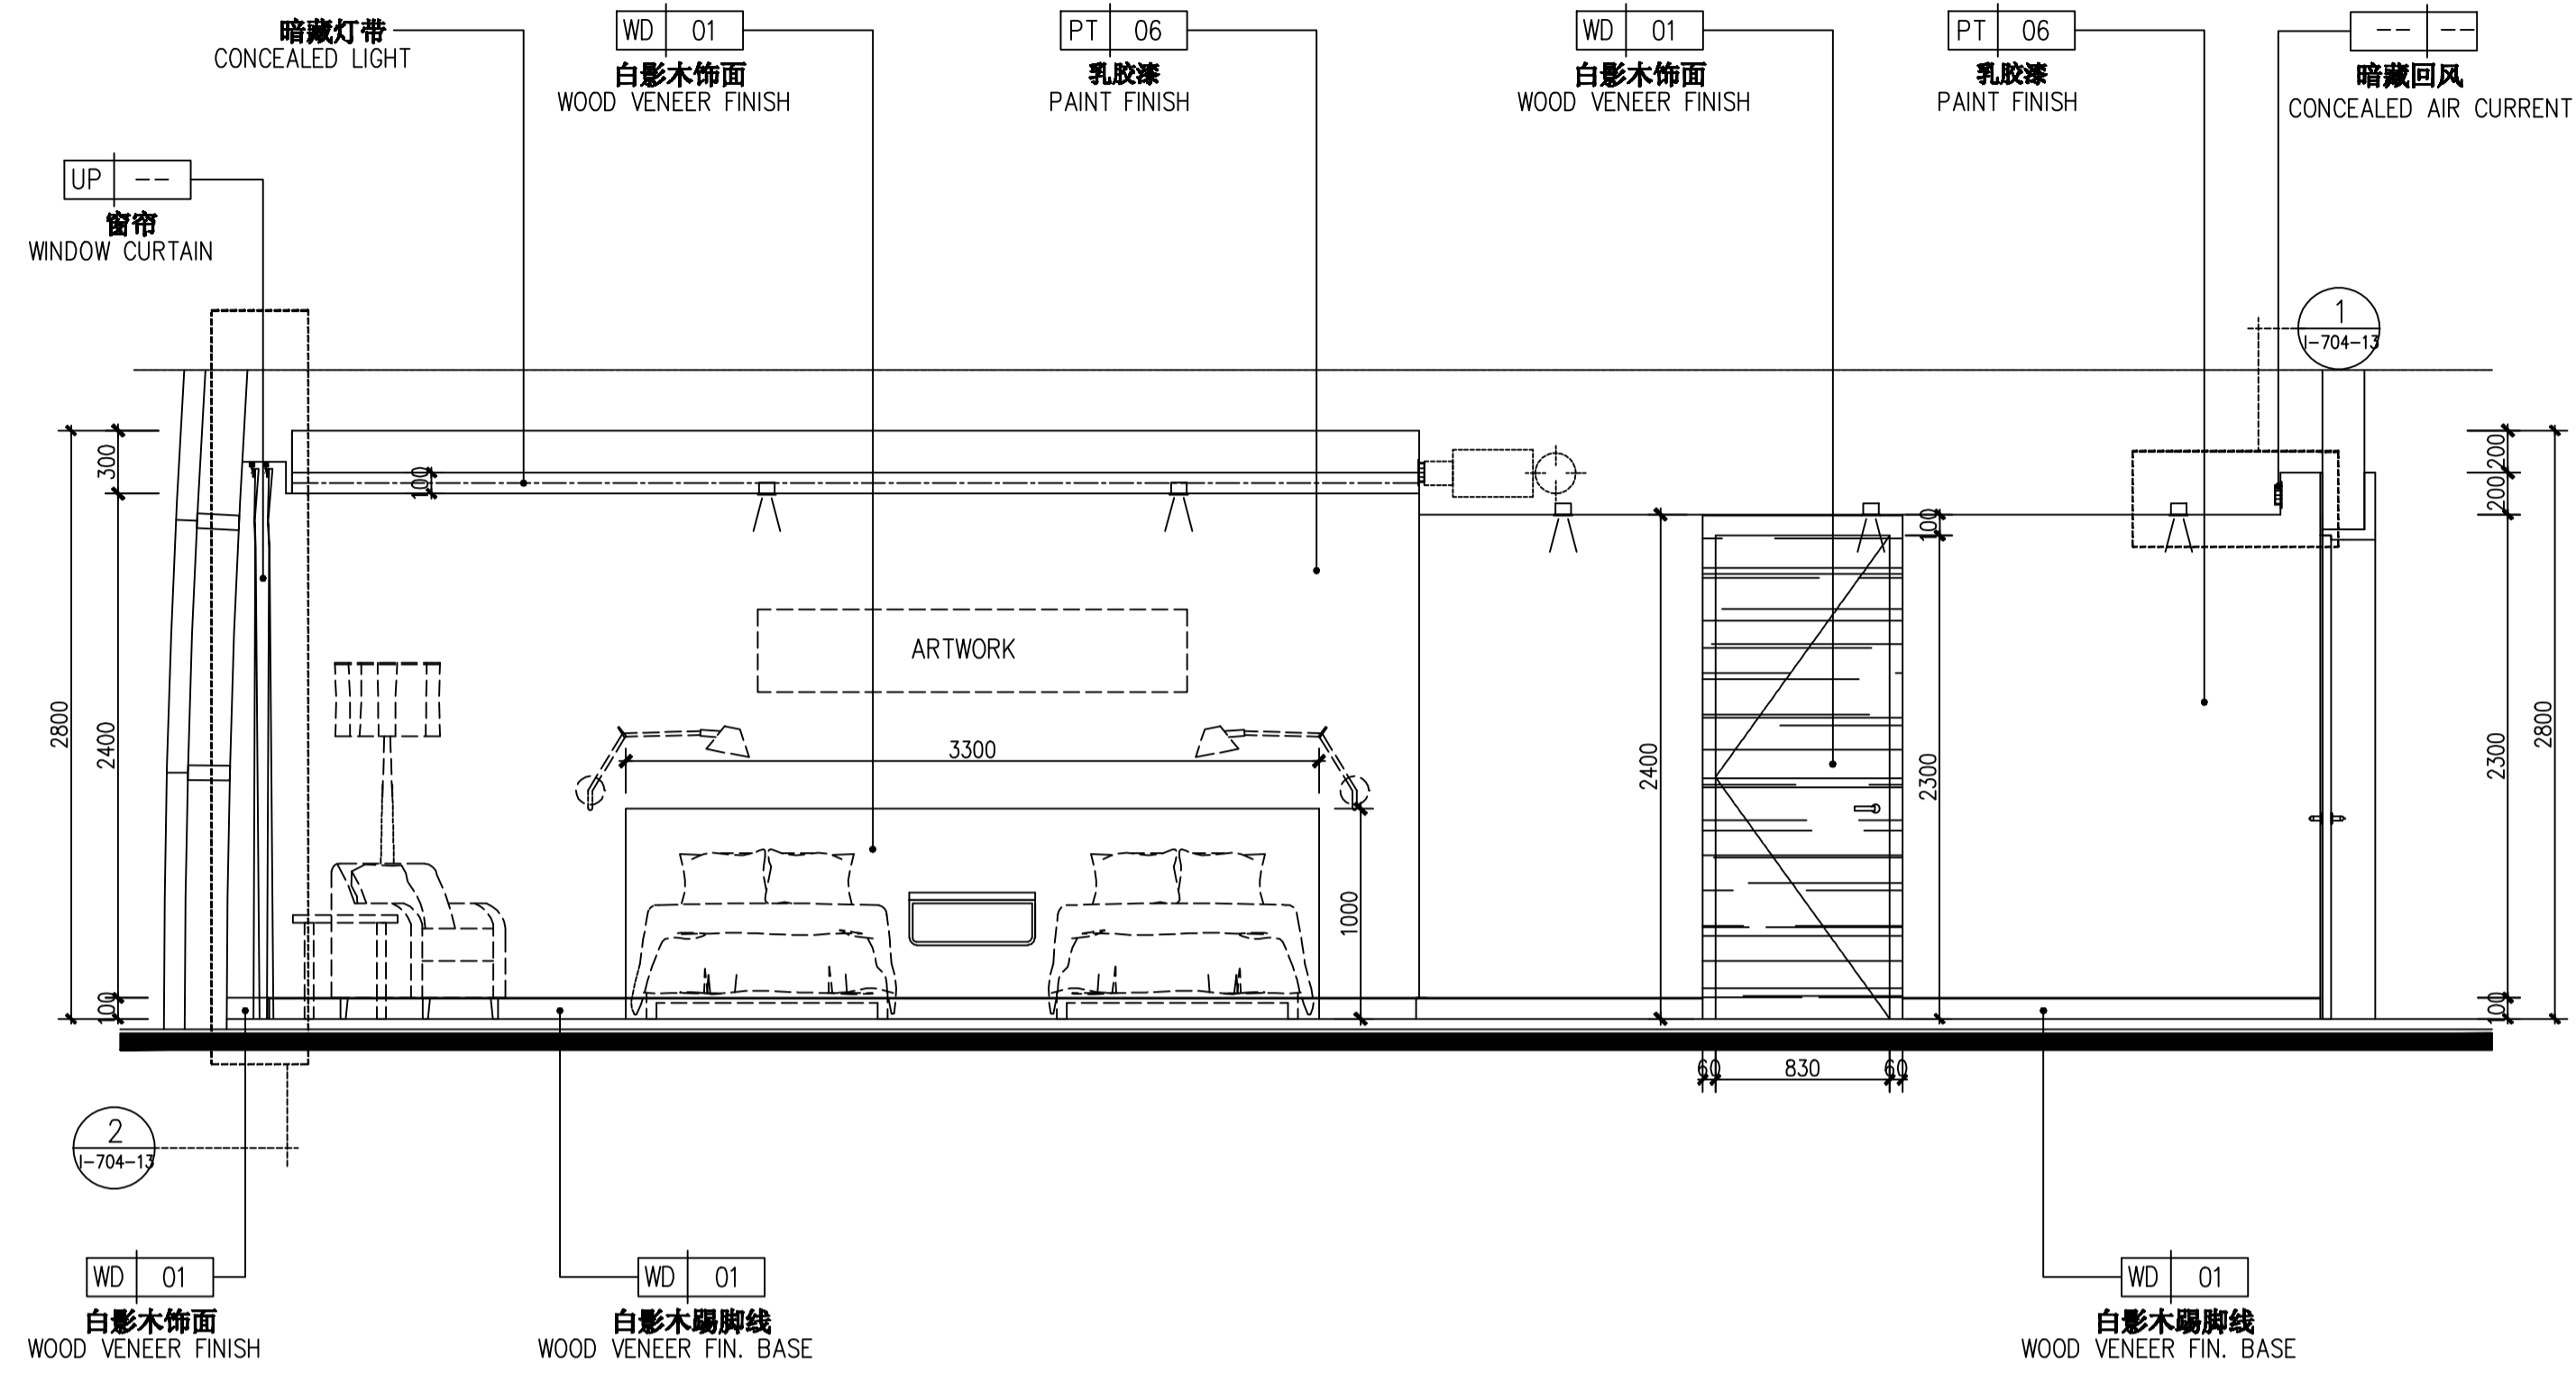 暗藏灯带
CONCEALED LIGHT
WD 01
白影木饰面
WOOD VENEER FINISH
PT 06
乳胶漆
PAINT FINISH
WD 01
白影木饰面
WOOD VENEER FINISH
PT 06
乳胶漆
PAINT FINISH
-- --
暗藏回风
CONCEALED AIR CURRENT
UP --
窗帘
WINDOW CURTAIN
1
I-704-13
300
100
200
200
100
ARTWORK
2800
2400
3300
2400
2300
2300
2800
1000
100
100
60
830
60
2
I-704-13
WD 01
白影木饰面
WOOD VENEER FINISH
WD 01
白影木踢脚线
WOOD VENEER FIN. BASE
WD 01
白影木踢脚线
WOOD VENEER FIN. BASE